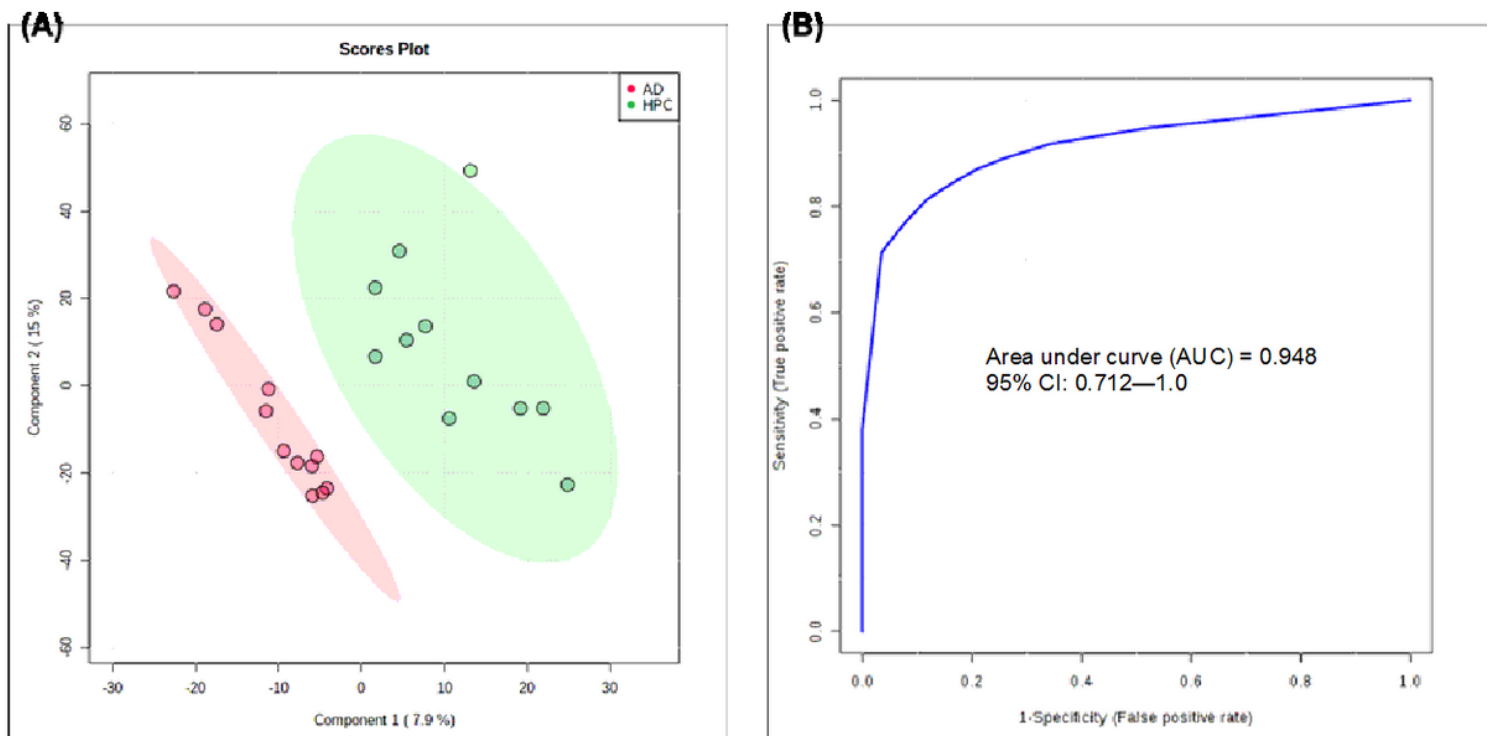 (A)
Scores Plot
AD
HPC
60
40
20
0
-20
-40
-60
Component 2 ( 15 %)
-30 -20 -10 0 10 20 30
Component 1 ( 7.9 %)
(B)
1.0
0.8
0.6
0.4
0.2
0.0
Sensitivity (True positive rate)
Area under curve (AUC) = 0.948
95% CI: 0.712—1.0
0.0 0.2 0.4 0.6 0.8 1.0
1-Specificity (False positive rate)